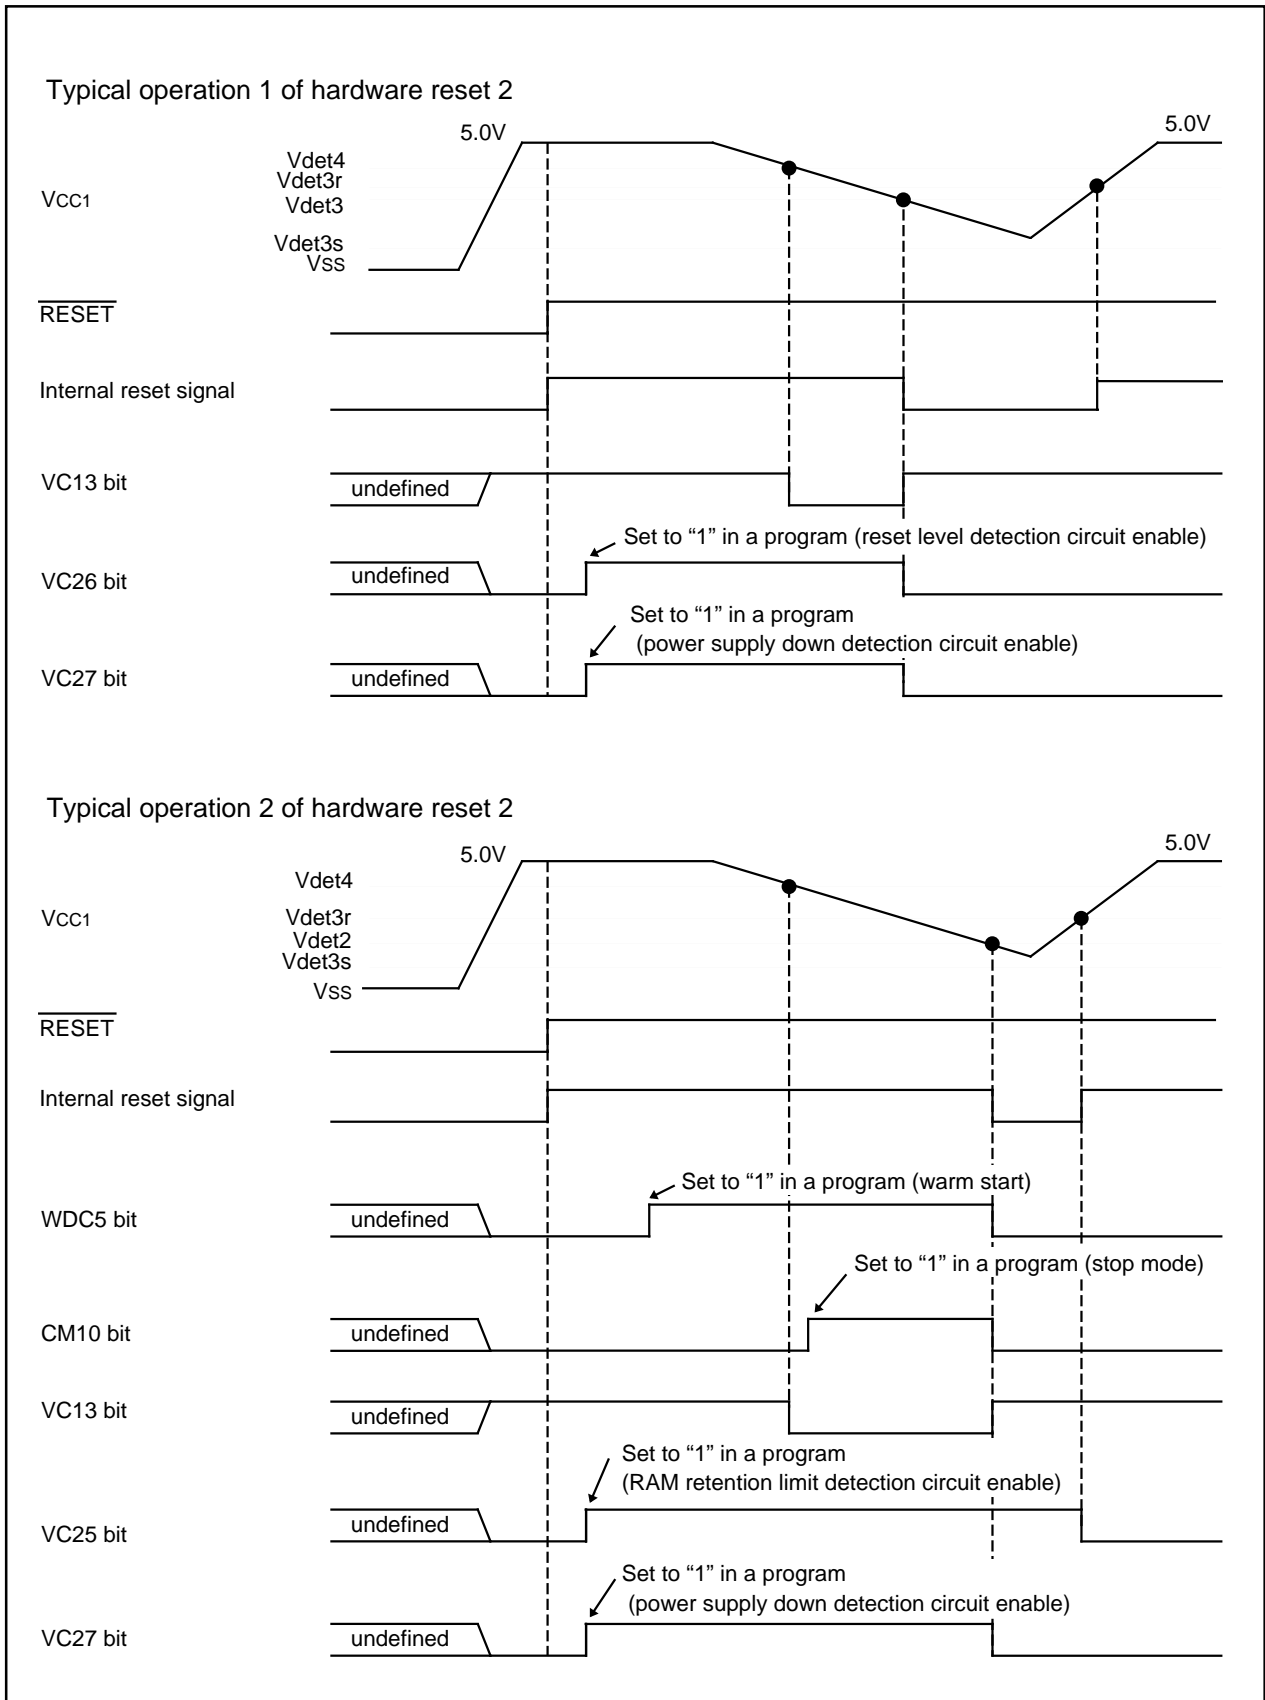 Typical operation 1 of hardware reset 2
5.0V
5.0V
Vdet4
Vdet3r
VCC1
Vdet3
Vdet3s
VSS
RESET
Internal reset signal
VC13 bit
undefined
Set to “1” in a program (reset level detection circuit enable)
VC26 bit
undefined
Set to “1” in a program
(power supply down detection circuit enable)
VC27 bit
undefined
Typical operation 2 of hardware reset 2
5.0V
5.0V
Vdet4
VCC1
Vdet3r
Vdet2
Vdet3s
VSS
RESET
Internal reset signal
Set to “1” in a program (warm start)
WDC5 bit
undefined
Set to “1” in a program (stop mode)
CM10 bit
undefined
VC13 bit
undefined
Set to “1” in a program
(RAM retention limit detection circuit enable)
VC25 bit
undefined
Set to “1” in a program
(power supply down detection circuit enable)
VC27 bit
undefined